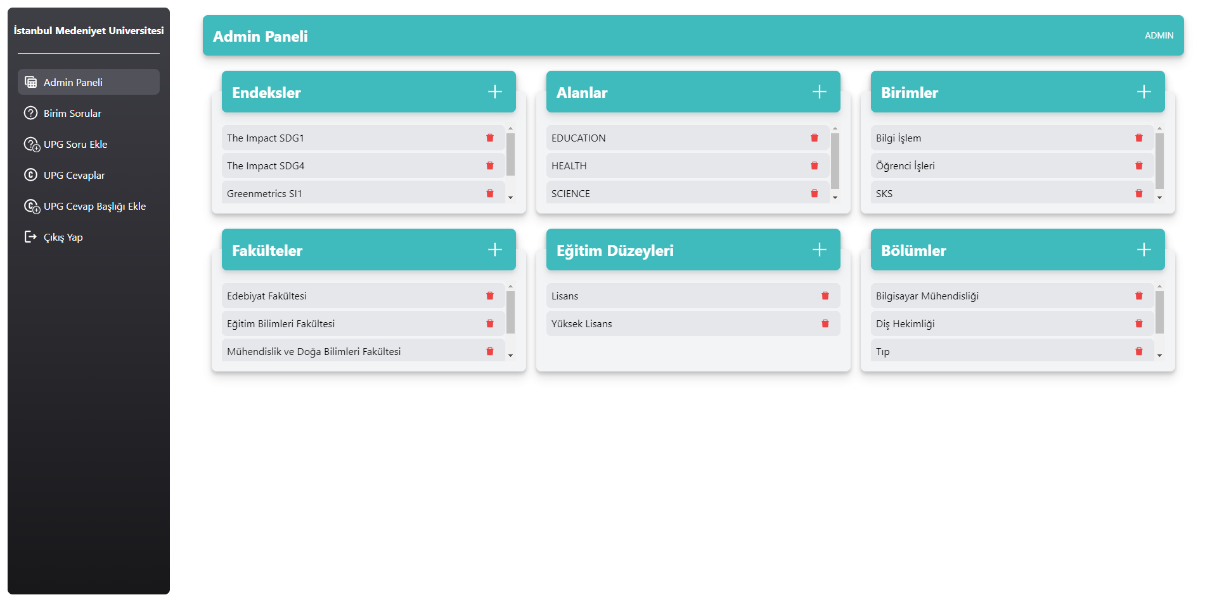 İstanbul Medeniyet Universitesi
Admin Paneli
Birim Sorular
UPG Soru Ekle
UPG Cevaplar
UPG Cevap Başlığı Ekle
Çıkış Yap
Admin Paneli
ADMIN
Endeksler
The Impact SDG1
The Impact SDG4
Greenmetrics SI1
Alanlar
EDUCATION
HEALTH
SCIENCE
Birimler
Bilgi İşlem
Öğrenci İşleri
SKS
Fakülteler
Edebiyat Fakültesi
Eğitim Bilimleri Fakültesi
Mühendislik ve Doğa Bilimleri Fakültesi
Eğitim Düzeyleri
Lisans
Yüksek Lisans
Bölümler
Bilgisayar Mühendisliği
Diş Hekimliği
Tıp